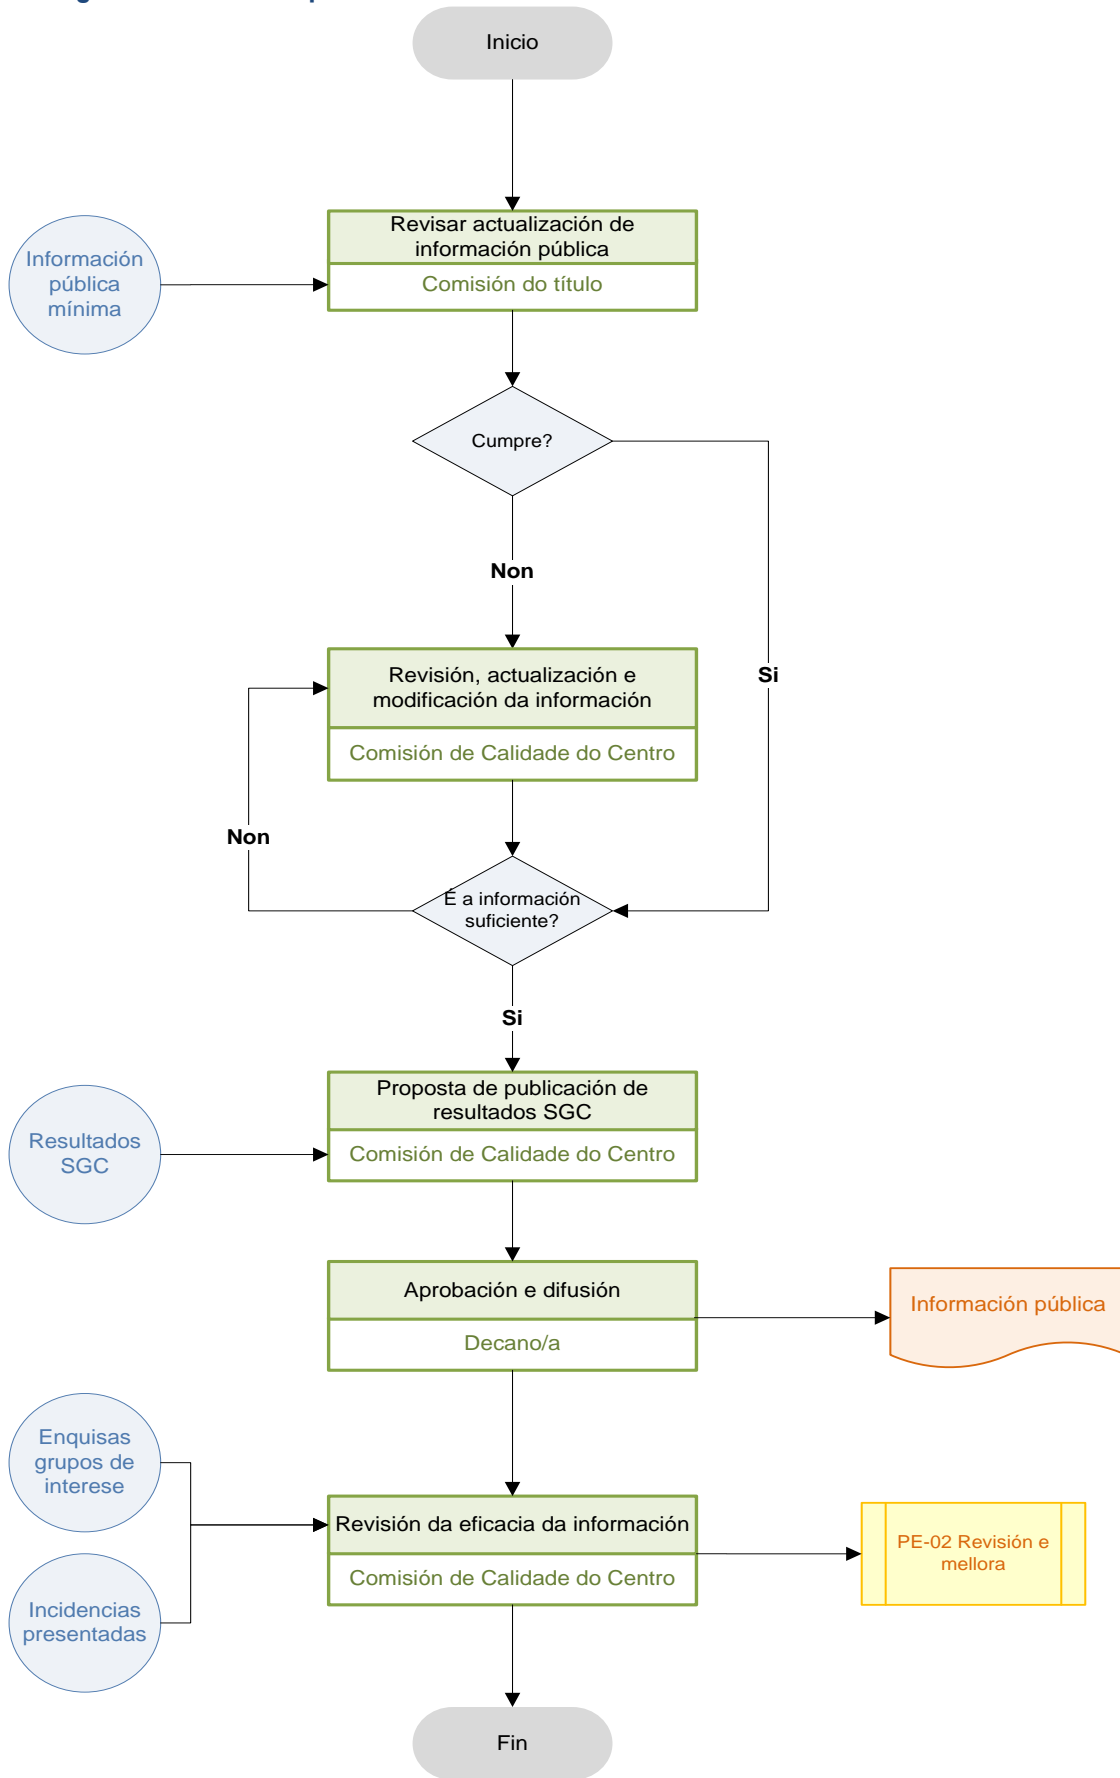 Inicio
Revisar actualización de
información pública
Comisión do título
Información
pública
mínima
Cumpre?
Non
Si
Revisión, actualización e
modificación da información
Comisión de Calidade do Centro
Non
É a información
suficiente?
Si
Proposta de publicación de
resultados SGC
Comisión de Calidade do Centro
Resultados
SGC
Aprobación e difusión
Decano/a
Información pública
Enquisas
grupos de
interese
Revisión da eficacia da información
Comisión de Calidade do Centro
PE-02 Revisión e
mellora
Incidencias
presentadas
Fin